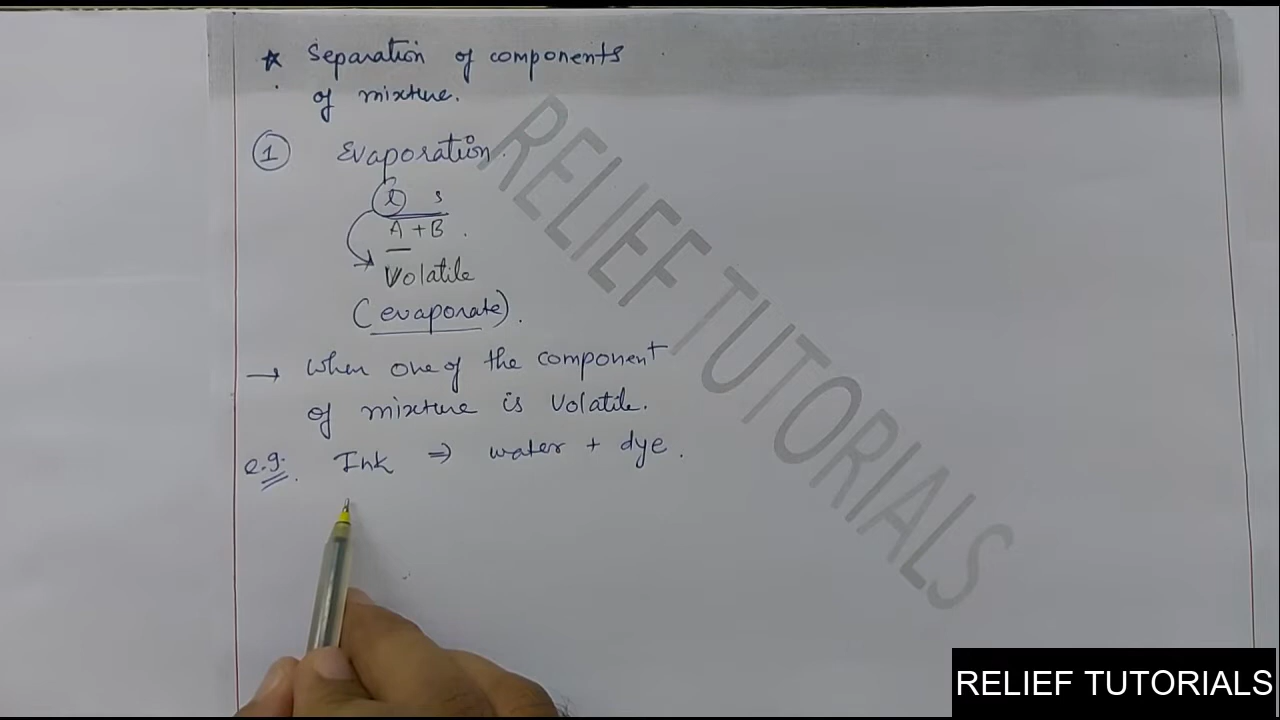 * Separation of components
of mixture.
① Evaporation.
l s
A + B.
Volatile
(evaporate).
→ When one of the component
of mixture is Volatile.
e.g. Ink ⇒ water + dye.
RELIEF TUTORIALS
RELIEF TUTORIALS